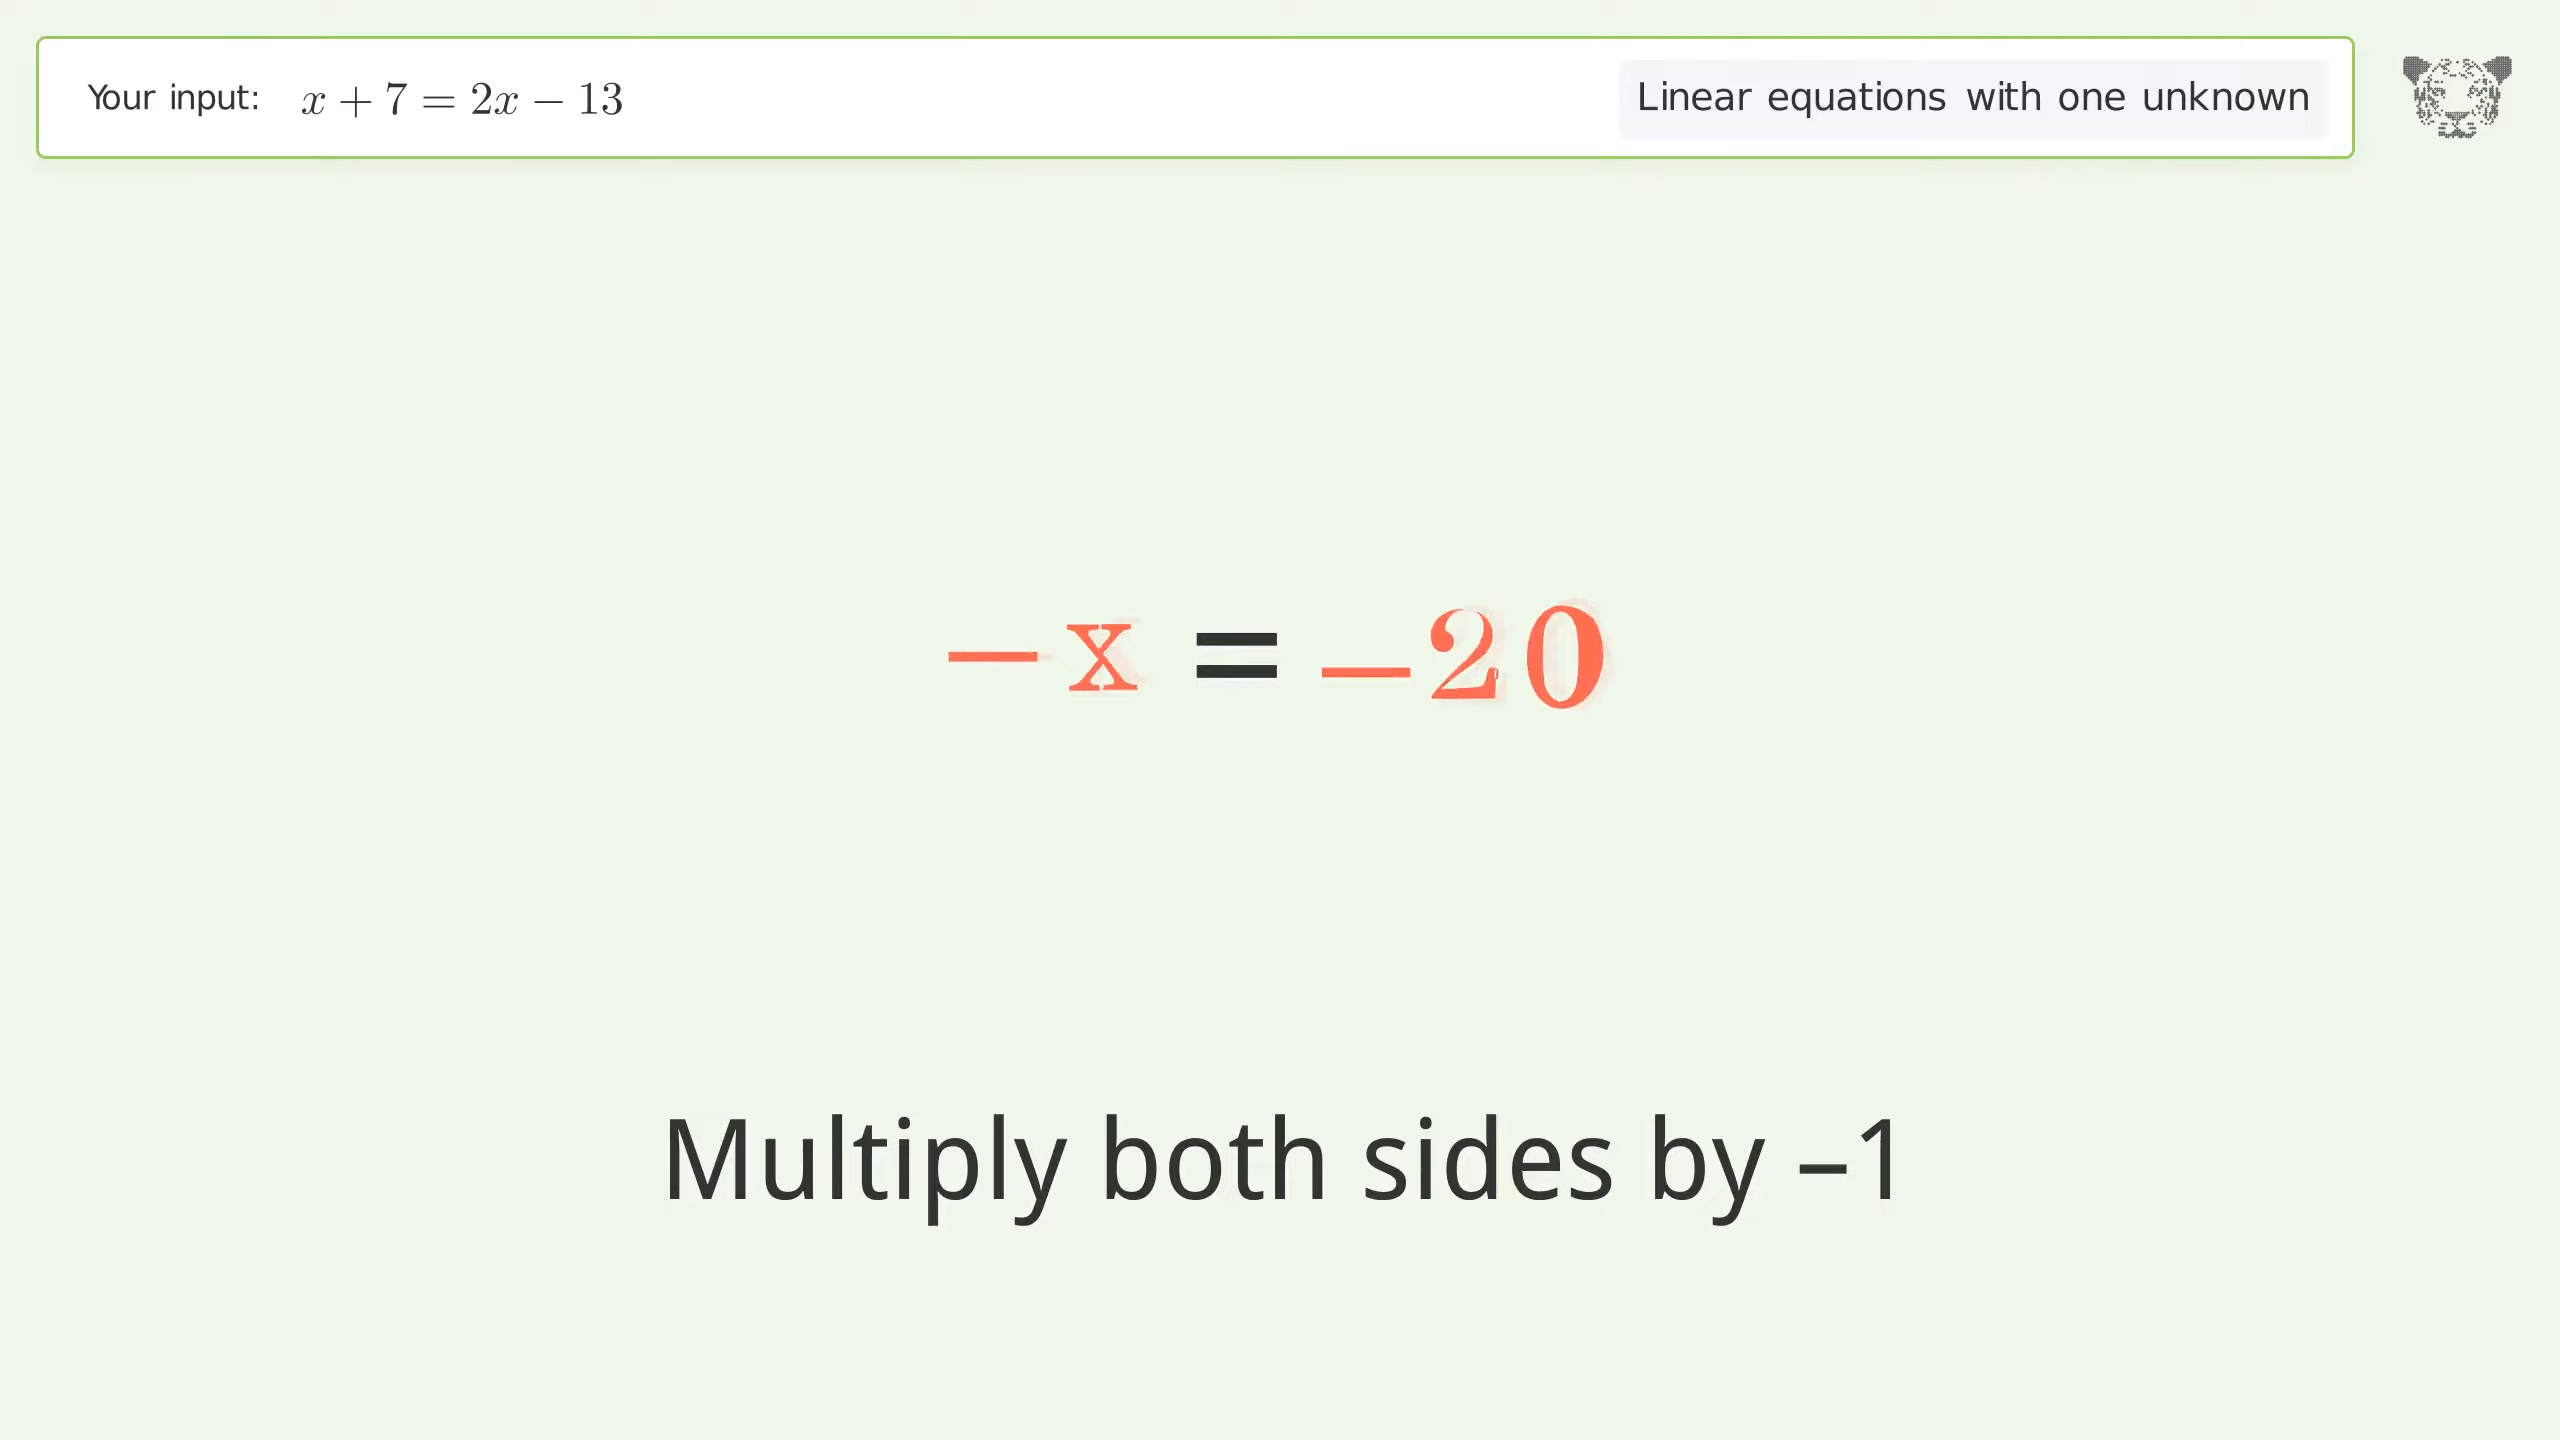 Your input: x + 7 = 2x − 13
Linear equations with one unknown
−x = −20
Multiply both sides by –1